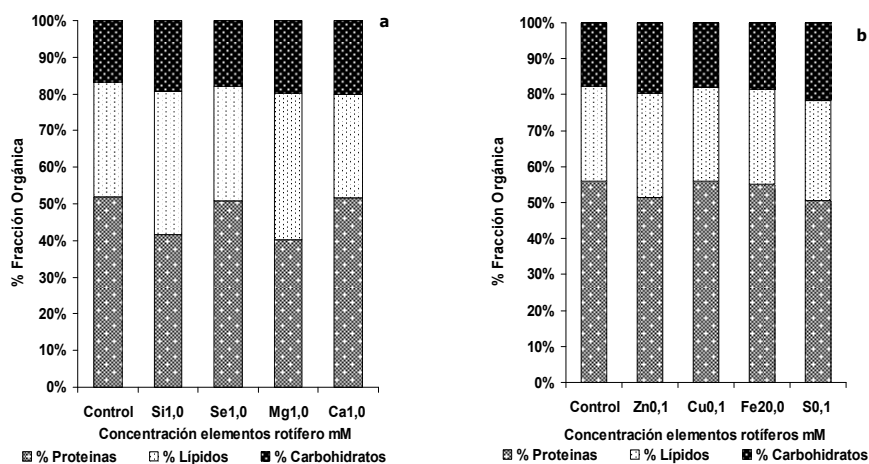 a
100%
90%
80%
70%
60%
50%
40%
30%
20%
10%
0%
% Fracción Orgánica
Control Si1,0 Se1,0 Mg1,0 Ca1,0
Concentración elementos rotífero mM
% Proteinas % Lípidos % Carbohidratos
b
100%
90%
80%
70%
60%
50%
40%
30%
20%
10%
0%
% Fracción Orgánica
Control Zn0,1 Cu0,1 Fe20,0 S0,1
Concentración elementos rotíferos mM
% Proteinas % Lípidos % Carbohidratos